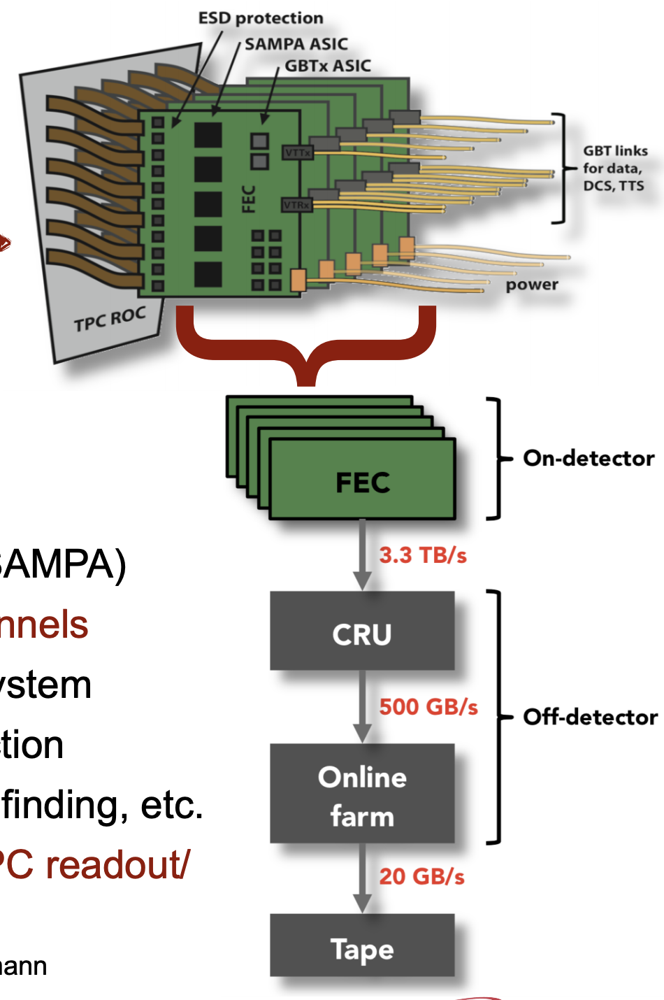 ESD protection
SAMPA ASIC
GBTx ASIC
VTTx
GBT links
for data,
DCS, TTS
FEC
VTRx
power
TPC ROC
FEC
On-detector
3.3 TB/s
SAMPA)
CRU
nnels
ystem
500 GB/s
Off-detector
tion
Online
farm
finding, etc.
PC readout/
20 GB/s
Tape
mann